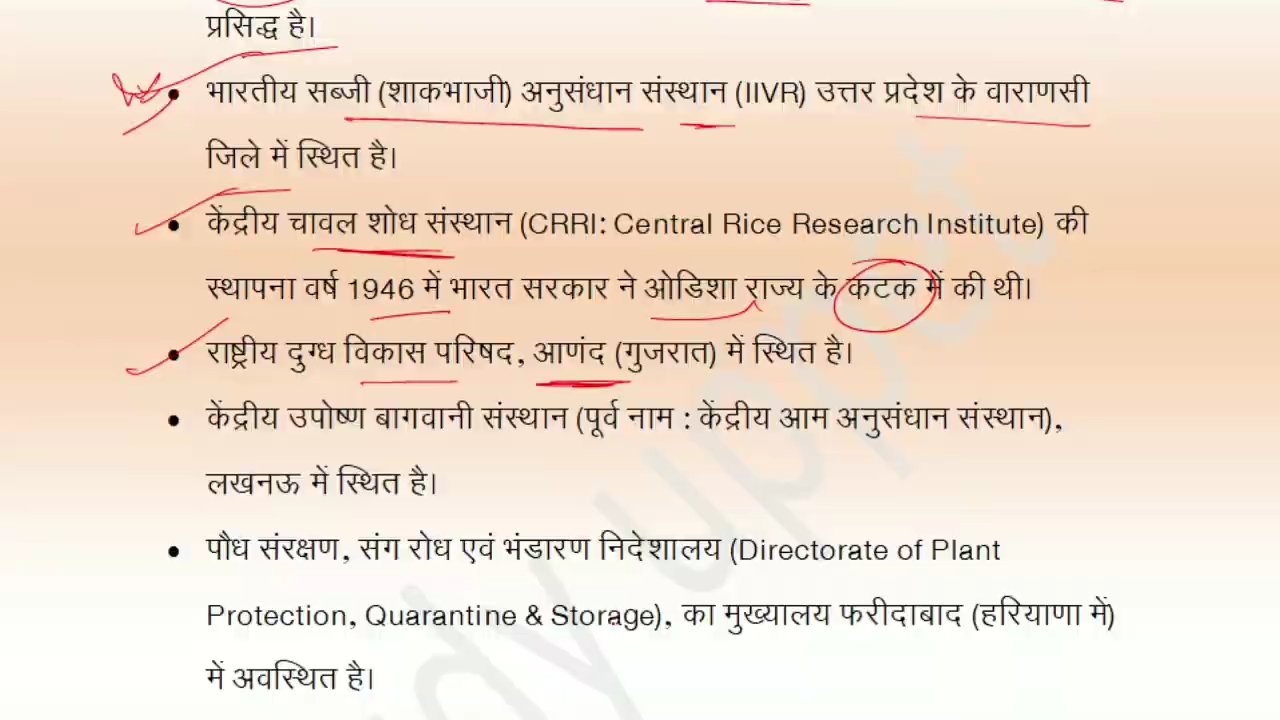 प्रसिद्ध है।
• भारतीय सब्जी (शाकभाजी) अनुसंधान संस्थान (IIVR) उत्तर प्रदेश के वाराणसी
जिले में स्थित है।
• केंद्रीय चावल शोध संस्थान (CRRI: Central Rice Research Institute) की
स्थापना वर्ष 1946 में भारत सरकार ने ओडिशा राज्य के कटक में की थी।
• राष्ट्रीय दुग्ध विकास परिषद, आणंद (गुजरात) में स्थित है।
• केंद्रीय उपोष्ण बागवानी संस्थान (पूर्व नाम : केंद्रीय आम अनुसंधान संस्थान),
लखनऊ में स्थित है।
• पौध संरक्षण, संग रोध एवं भंडारण निदेशालय (Directorate of Plant
Protection, Quarantine & Storage), का मुख्यालय फरीदाबाद (हरियाणा में)
में अवस्थित है।